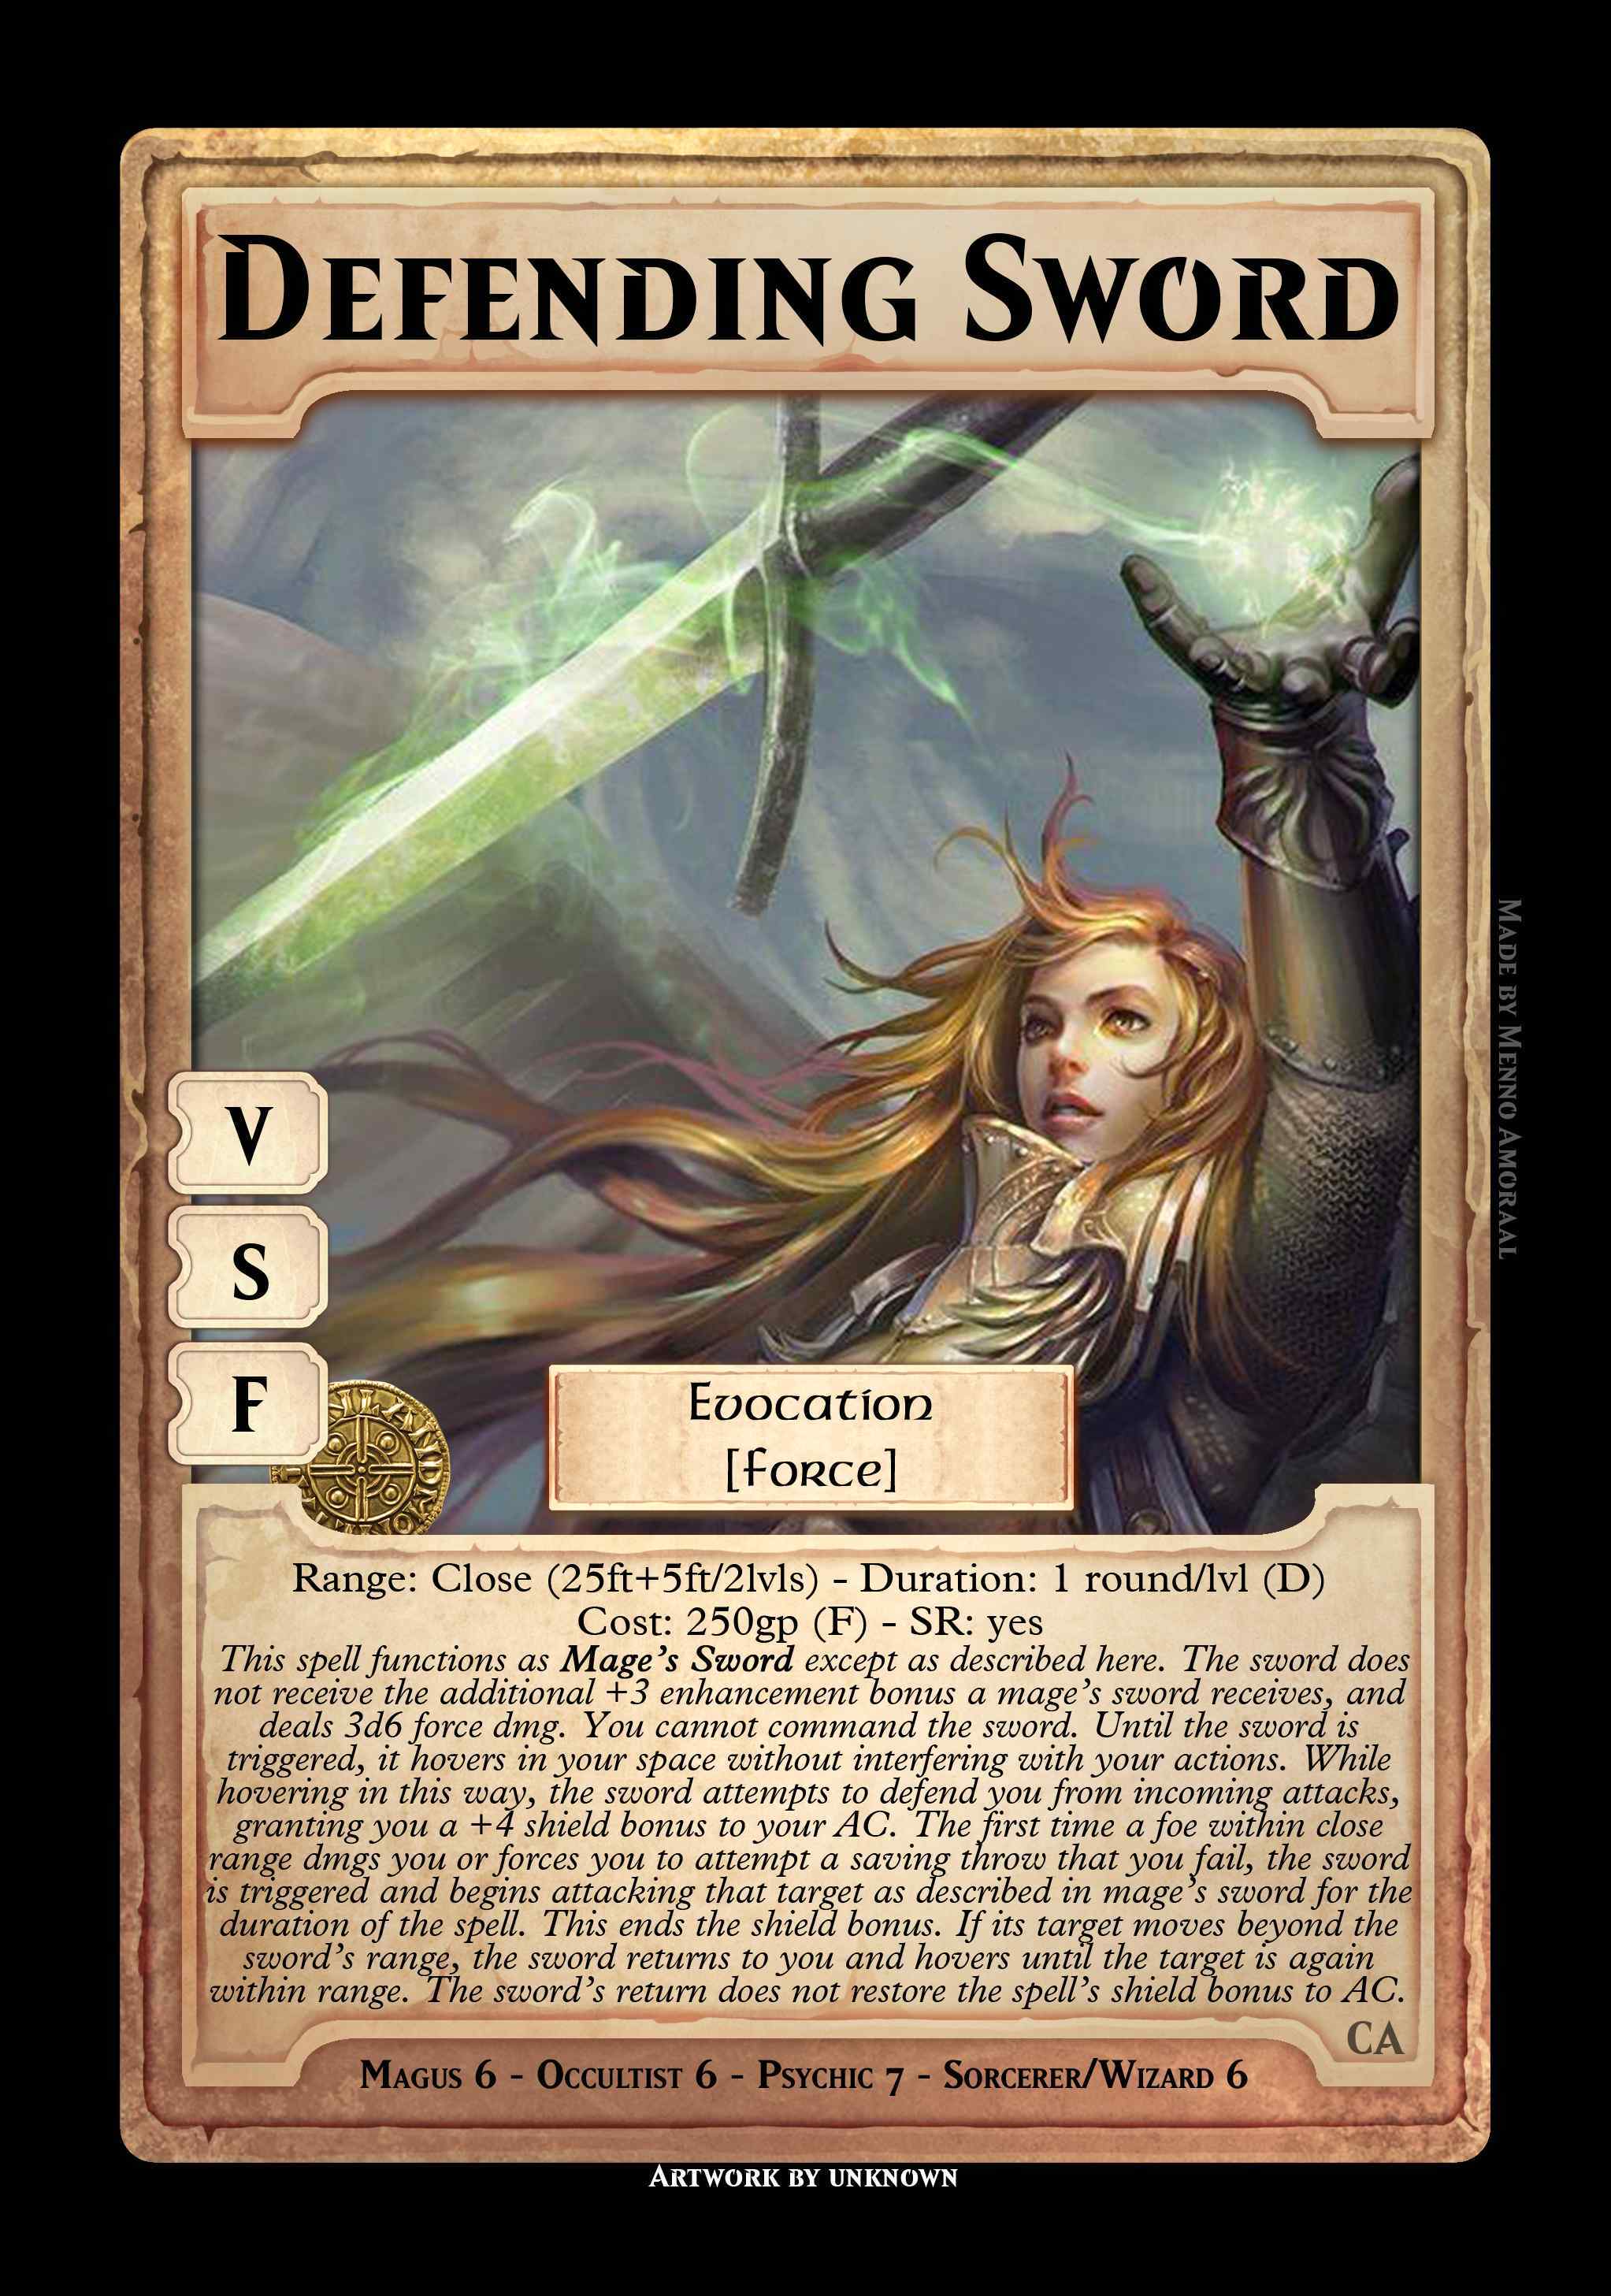 Defending Sword
V
S
F
Evocation
[Force]
Range: Close (25ft+5ft/2lvls) - Duration: 1 round/lvl (D)
Cost: 250gp (F) - SR: yes
This spell functions as Mage's Sword except as described here. The sword does
not receive the additional +3 enhancement bonus a mage's sword receives, and
deals 3d6 force dmg. You cannot command the sword. Until the sword is
triggered, it hovers in your space without interfering with your actions. While
hovering in this way, the sword attempts to defend you from incoming attacks,
granting you a +4 shield bonus to your AC. The first time a foe within close
range dmgs you or forces you to attempt a saving throw that you fail, the sword
is triggered and begins attacking that target as described in mage's sword for the
duration of the spell. This ends the shield bonus. If its target moves beyond the
sword's range, the sword returns to you and hovers until the target is again
within range. The sword's return does not restore the spell's shield bonus to AC.
CA
Magus 6 - Occultist 6 - Psychic 7 - Sorcerer/Wizard 6
Artwork by unknown
Made by Menno Amoraal